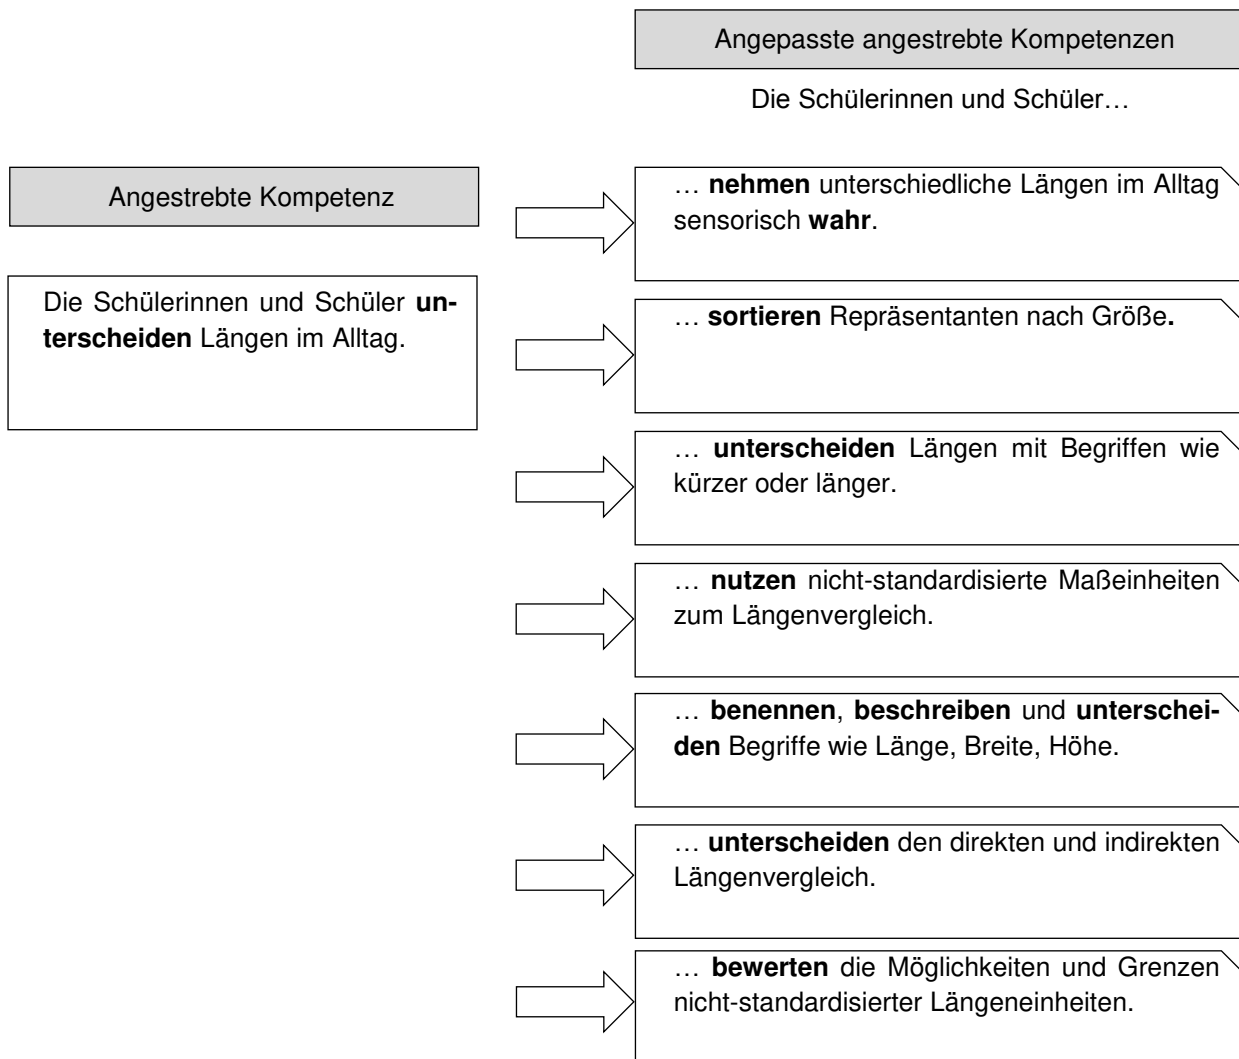 Angepasste angestrebte Kompetenzen
Die Schülerinnen und Schüler…
Angestrebte Kompetenz
Die Schülerinnen und Schüler un-
terscheiden Längen im Alltag.
… nehmen unterschiedliche Längen im Alltag
sensorisch wahr.
… sortieren Repräsentanten nach Größe.
… unterscheiden Längen mit Begriffen wie
kürzer oder länger.
… nutzen nicht-standardisierte Maßeinheiten
zum Längenvergleich.
… benennen, beschreiben und unterschei-
den Begriffe wie Länge, Breite, Höhe.
… unterscheiden den direkten und indirekten
Längenvergleich.
… bewerten die Möglichkeiten und Grenzen
nicht-standardisierter Längeneinheiten.